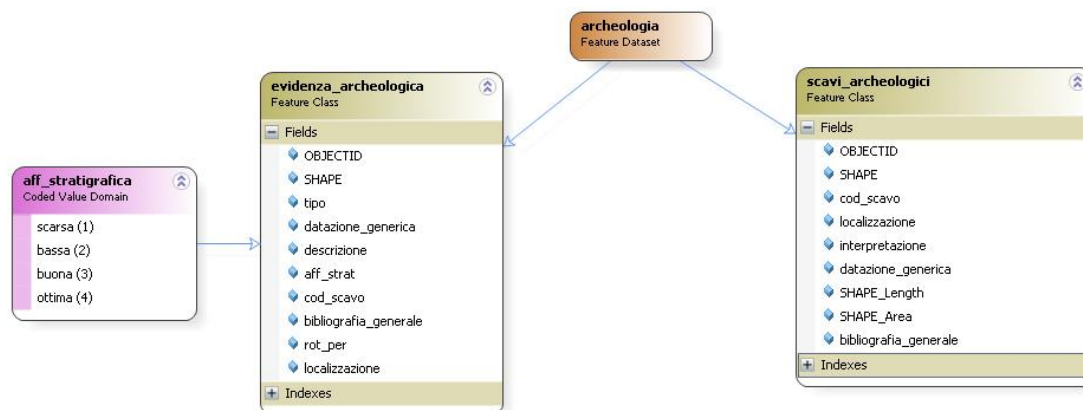 archeologia
Feature Dataset
evidenza_archeologica
Feature Class
Fields
OBJECTID
SHAPE
tipo
datazione_generica
descrizione
aff_strat
cod_scavo
bibliografia_generale
rot_per
localizzazione
Indexes
scavi_archeologici
Feature Class
Fields
OBJECTID
SHAPE
cod_scavo
localizzazione
interpretazione
datazione_generica
SHAPE_Length
SHAPE_Area
bibliografia_generale
Indexes
aff_stratigrafica
Coded Value Domain
scarsa (1)
bassa (2)
buona (3)
ottima (4)